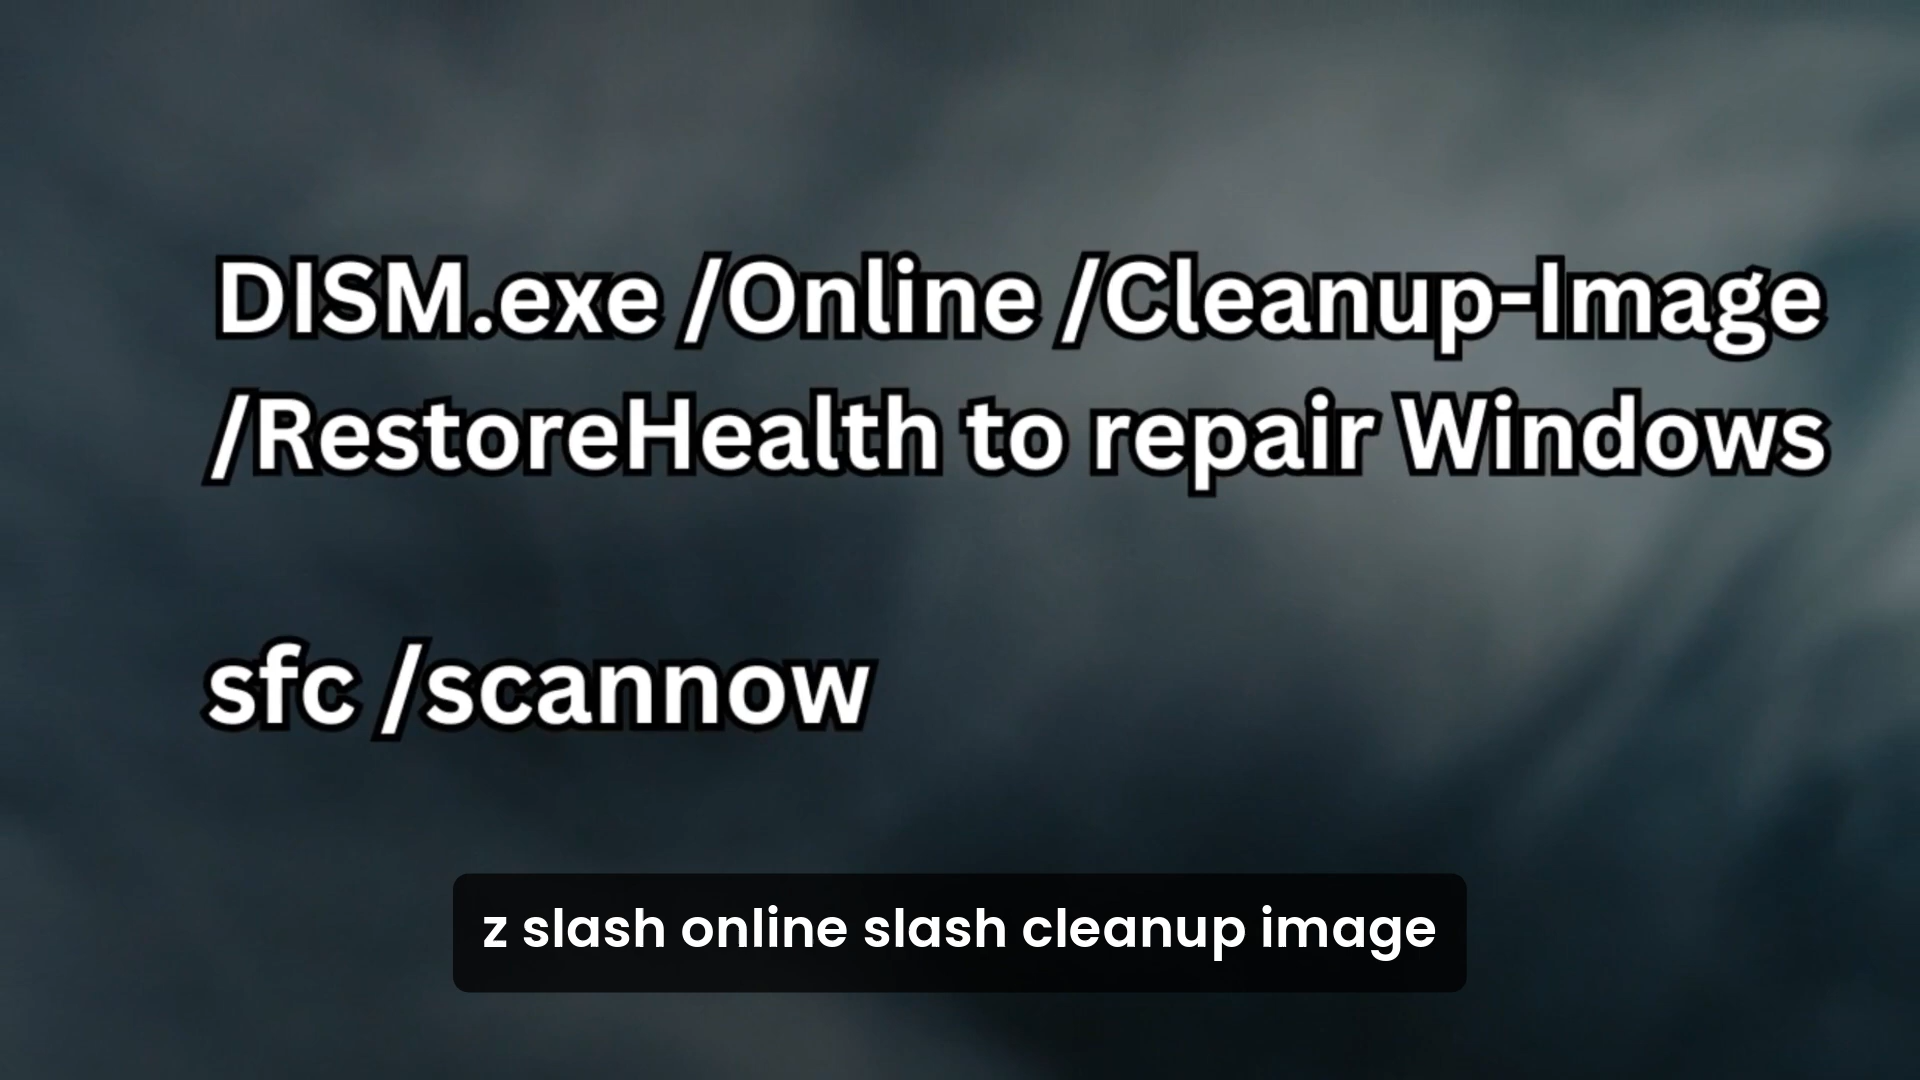 DISM.exe /Online /Cleanup-Image
/RestoreHealth to repair Windows
sfc /scannow
z slash online slash cleanup image